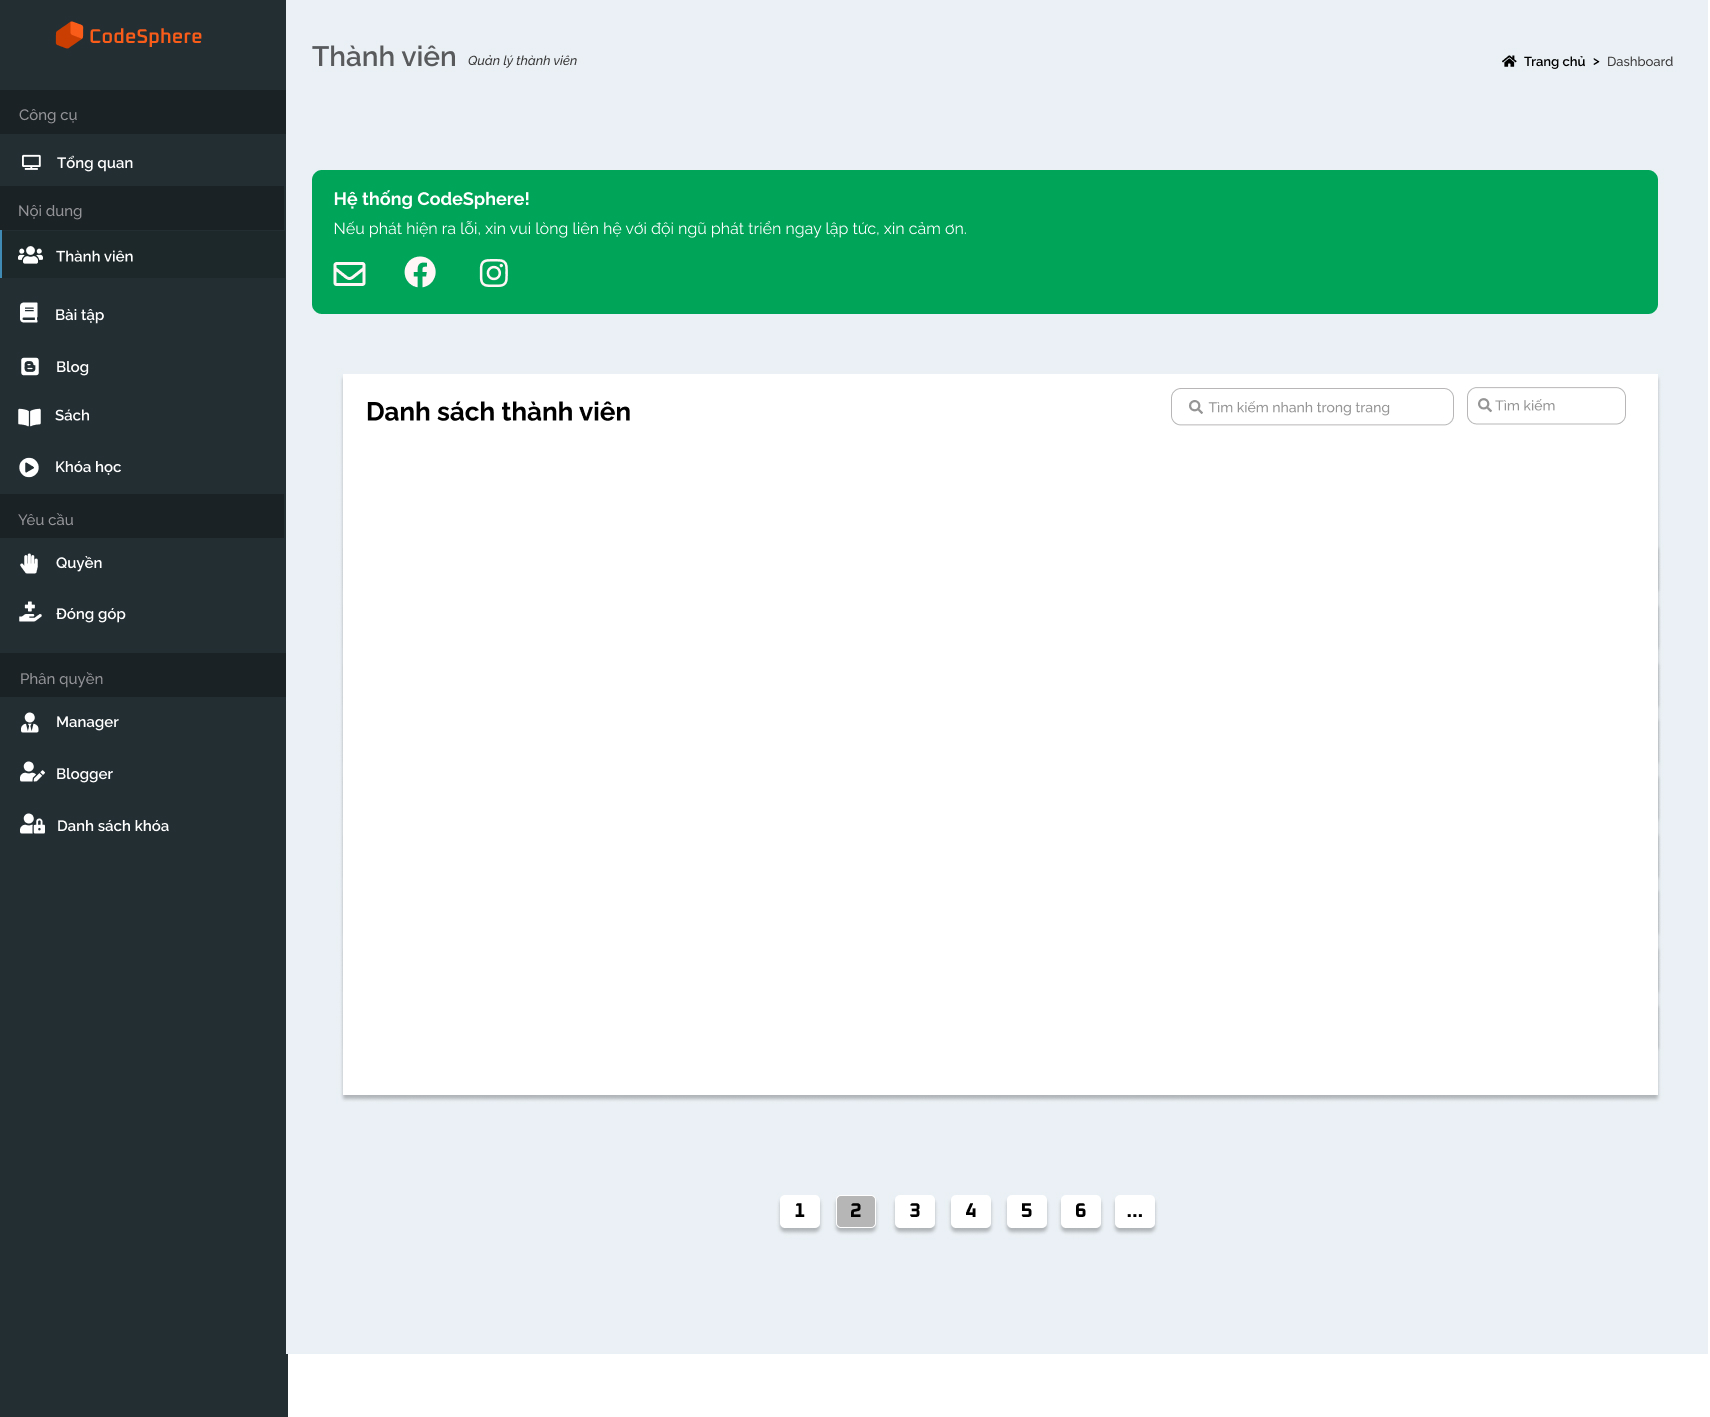 CodeSphere
Công cụ
Tổng quan
Nội dung
Thành viên
Bài tập
Blog
Sách
Khóa học
Yêu cầu
Quyền
Đóng góp
Phân quyền
Manager
Blogger
Danh sách khóa
Thành viên Quản lý thành viên
Trang chủ > Dashboard
Hệ thống CodeSphere!
Nếu phát hiện ra lỗi, xin vui lòng liên hệ với đội ngũ phát triển ngay lập tức, xin cảm ơn.
Danh sách thành viên
Tìm kiếm nhanh trong trang
Tìm kiếm
1 2 3 4 5 6 ...